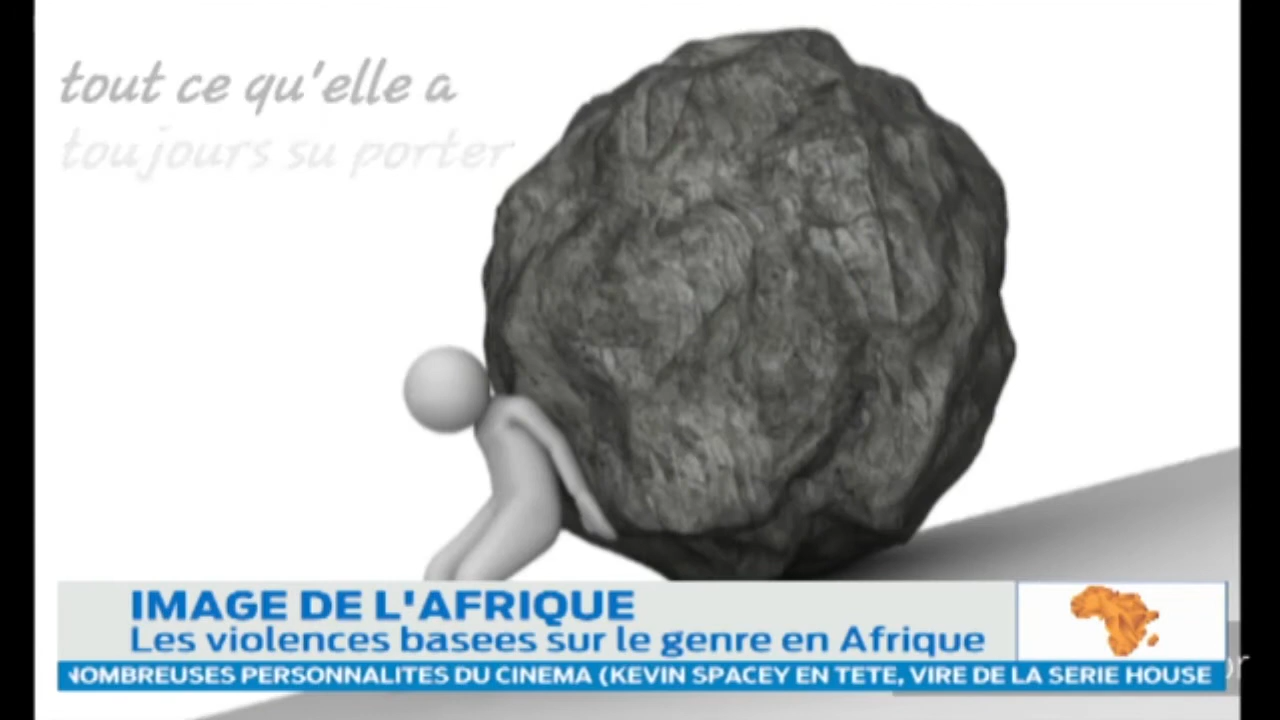 tout ce qu'elle a
toujours su porter
IMAGE DE L'AFRIQUE
Les violences basees sur le genre en Afrique
NOMBREUSES PERSONNALITES DU CINEMA (KEVIN SPACEY EN TETE, VIRE DE LA SERIE HOUSE